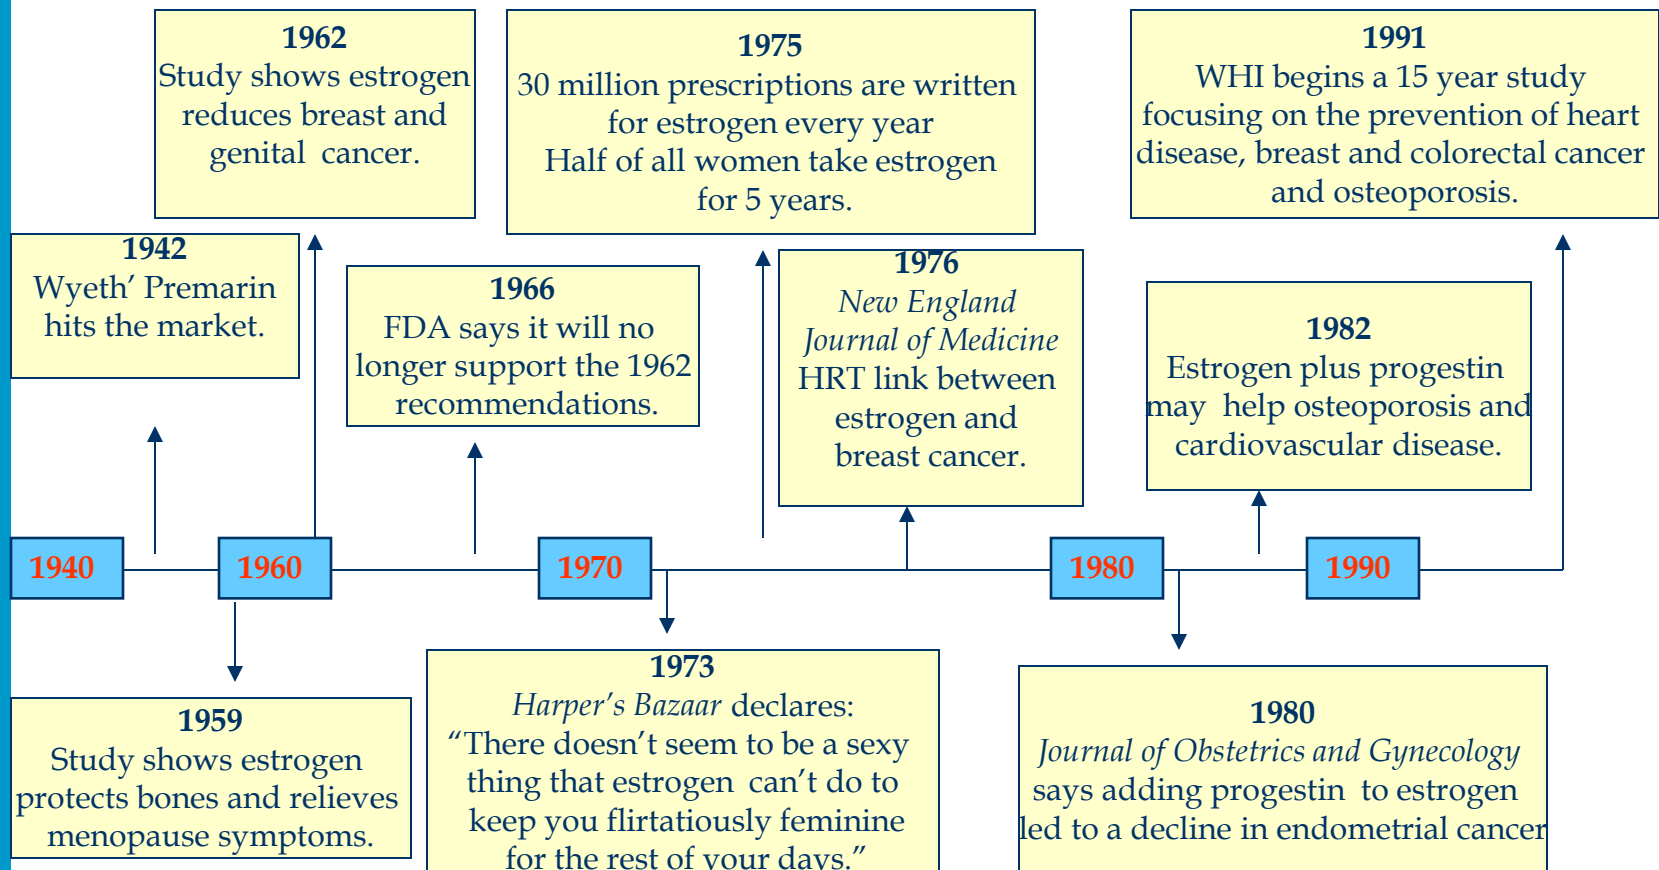 1962
Study shows estrogen
reduces breast and
genital cancer.
1975
30 million prescriptions are written
for estrogen every year
Half of all women take estrogen
for 5 years.
1991
WHI begins a 15 year study
focusing on the prevention of heart
disease, breast and colorectal cancer
and osteoporosis.
1942
Wyeth’ Premarin
hits the market.
1966
FDA says it will no
longer support the 1962
recommendations.
1976
New England
Journal of Medicine
HRT link between
estrogen and
breast cancer.
1982
Estrogen plus progestin
may help osteoporosis and
cardiovascular disease.
1940
1960
1970
1980
1990
1959
Study shows estrogen
protects bones and relieves
menopause symptoms.
1973
Harper’s Bazaar declares:
“There doesn’t seem to be a sexy
thing that estrogen can’t do to
keep you flirtatiously feminine
for the rest of your days.”
1980
Journal of Obstetrics and Gynecology
says adding progestin to estrogen
led to a decline in endometrial cancer